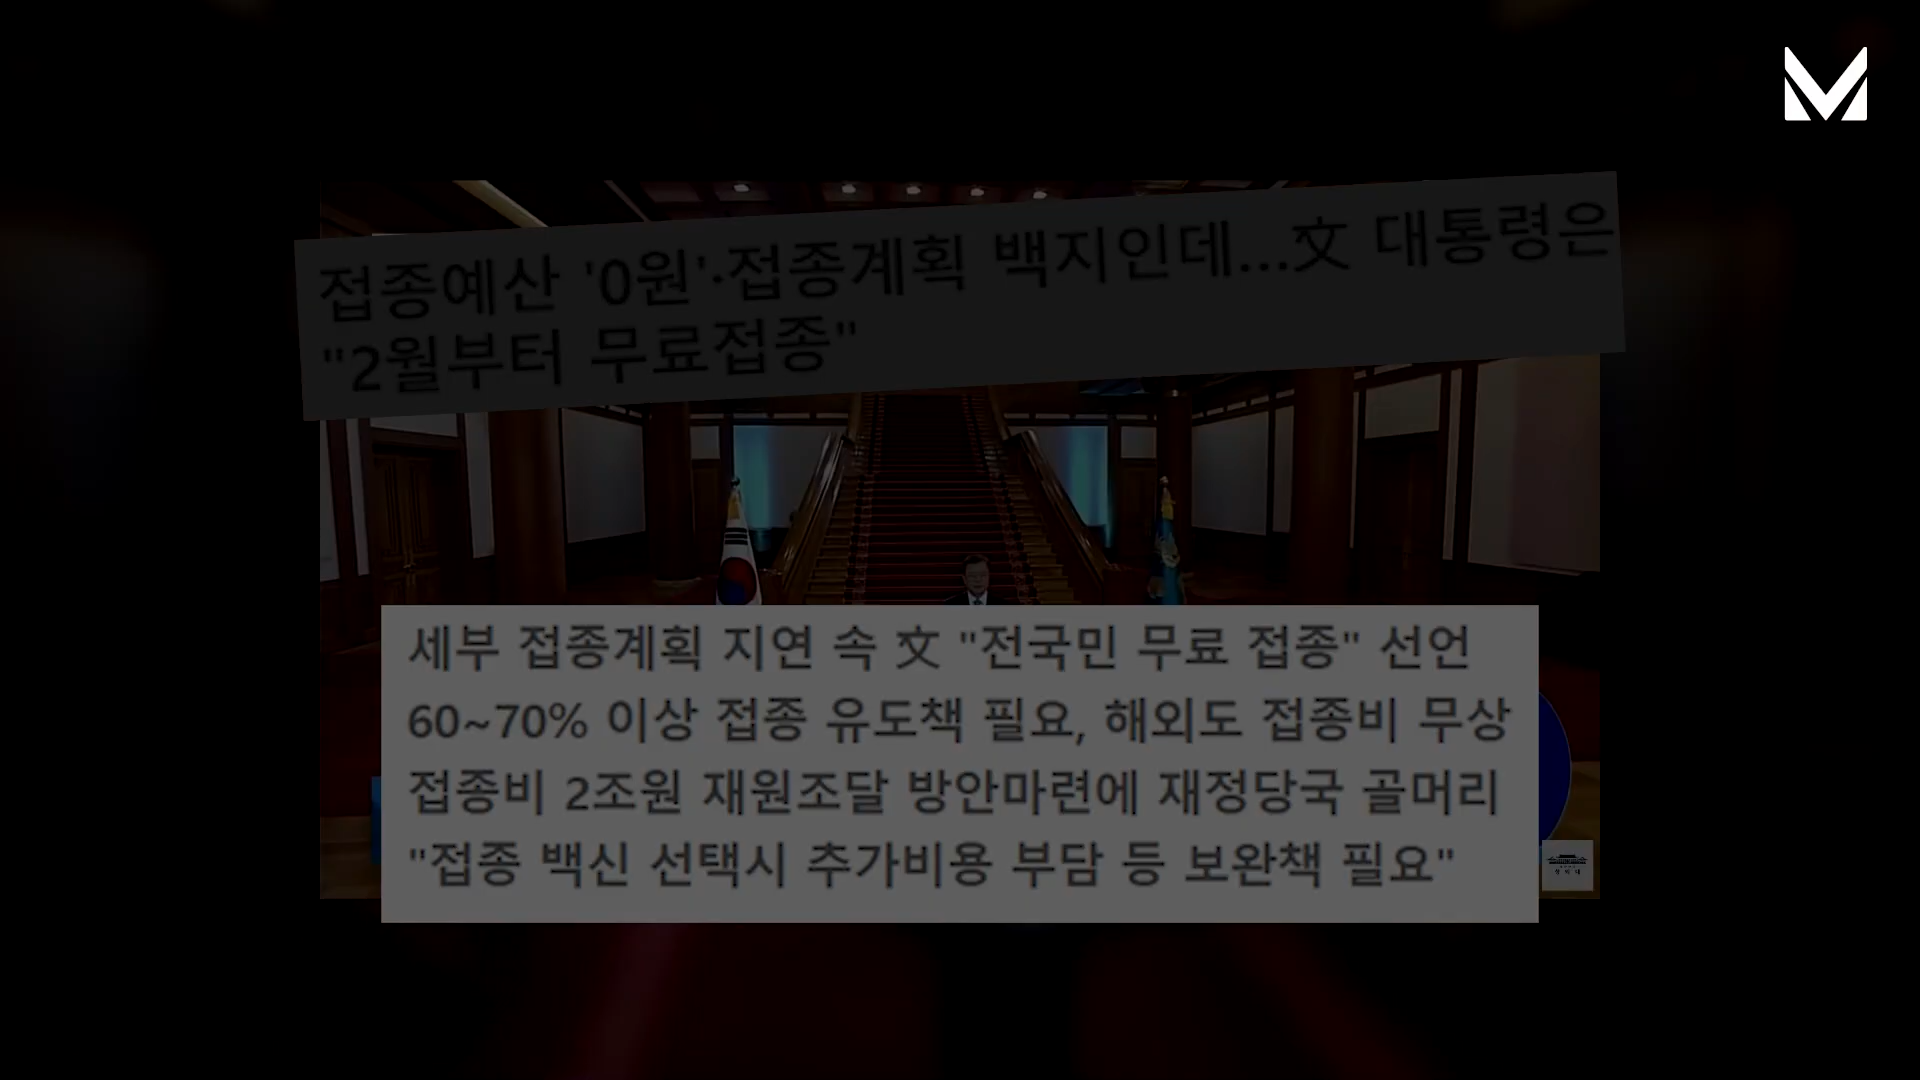 접종예산 '0원'·접종계획 백지인데...文 대통령은
"2월부터 무료접종"
세부 접종계획 지연 속 文 "전국민 무료 접종" 선언
60~70% 이상 접종 유도책 필요, 해외도 접종비 무상
접종비 2조원 재원조달 방안마련에 재정당국 골머리
"접종 백신 선택시 추가비용 부담 등 보완책 필요"